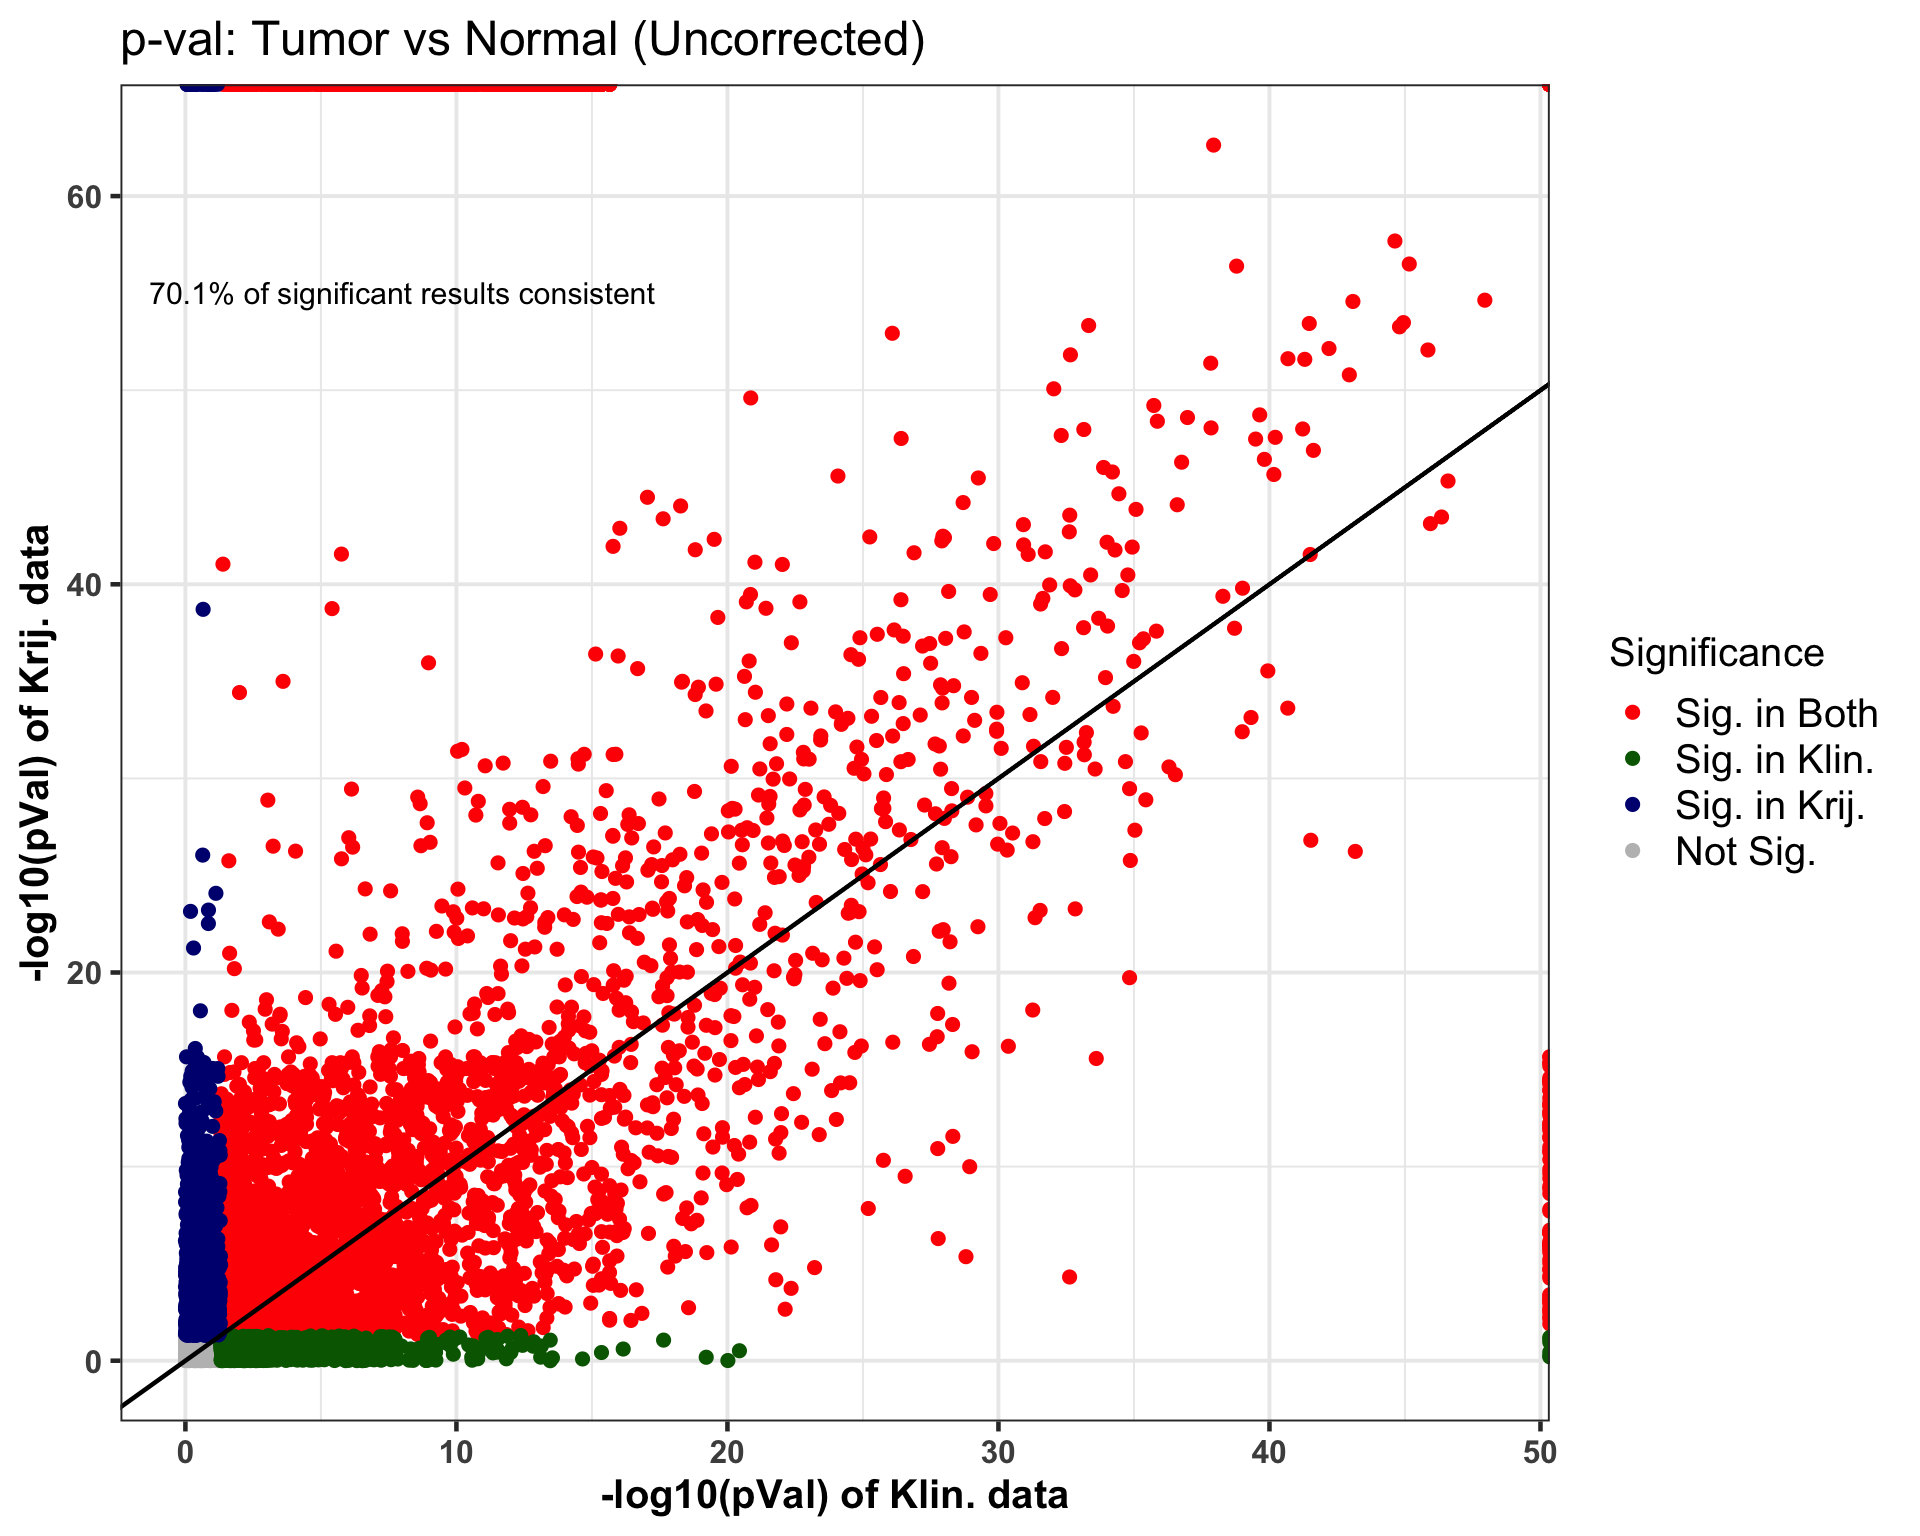 p-val: Tumor vs Normal (Uncorrected)
70.1% of significant results consistent
-log10(pVal) of Krij. data
60
40
20
0
0 10 20 30 40 50
-log10(pVal) of Klin. data
Significance
Sig. in Both
Sig. in Klin.
Sig. in Krij.
Not Sig.